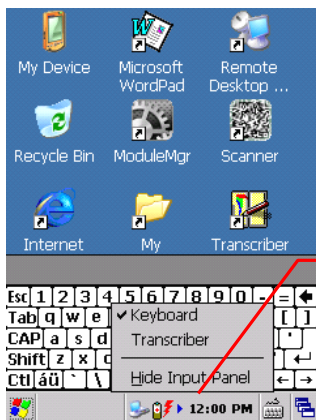 My Device Microsoft Remote
WordPad Desktop ...
Recycle Bin ModuleMgr Scanner
Internet My Transcriber
Esc 1 2 3 4 5 6 7 8 9 0 - =
Tab q w e [ ]
✓ Keyboard
CAP a s d '
Transcriber
Shift z x c
Hide Input Panel
Ctl áü ` \
12:00 PM